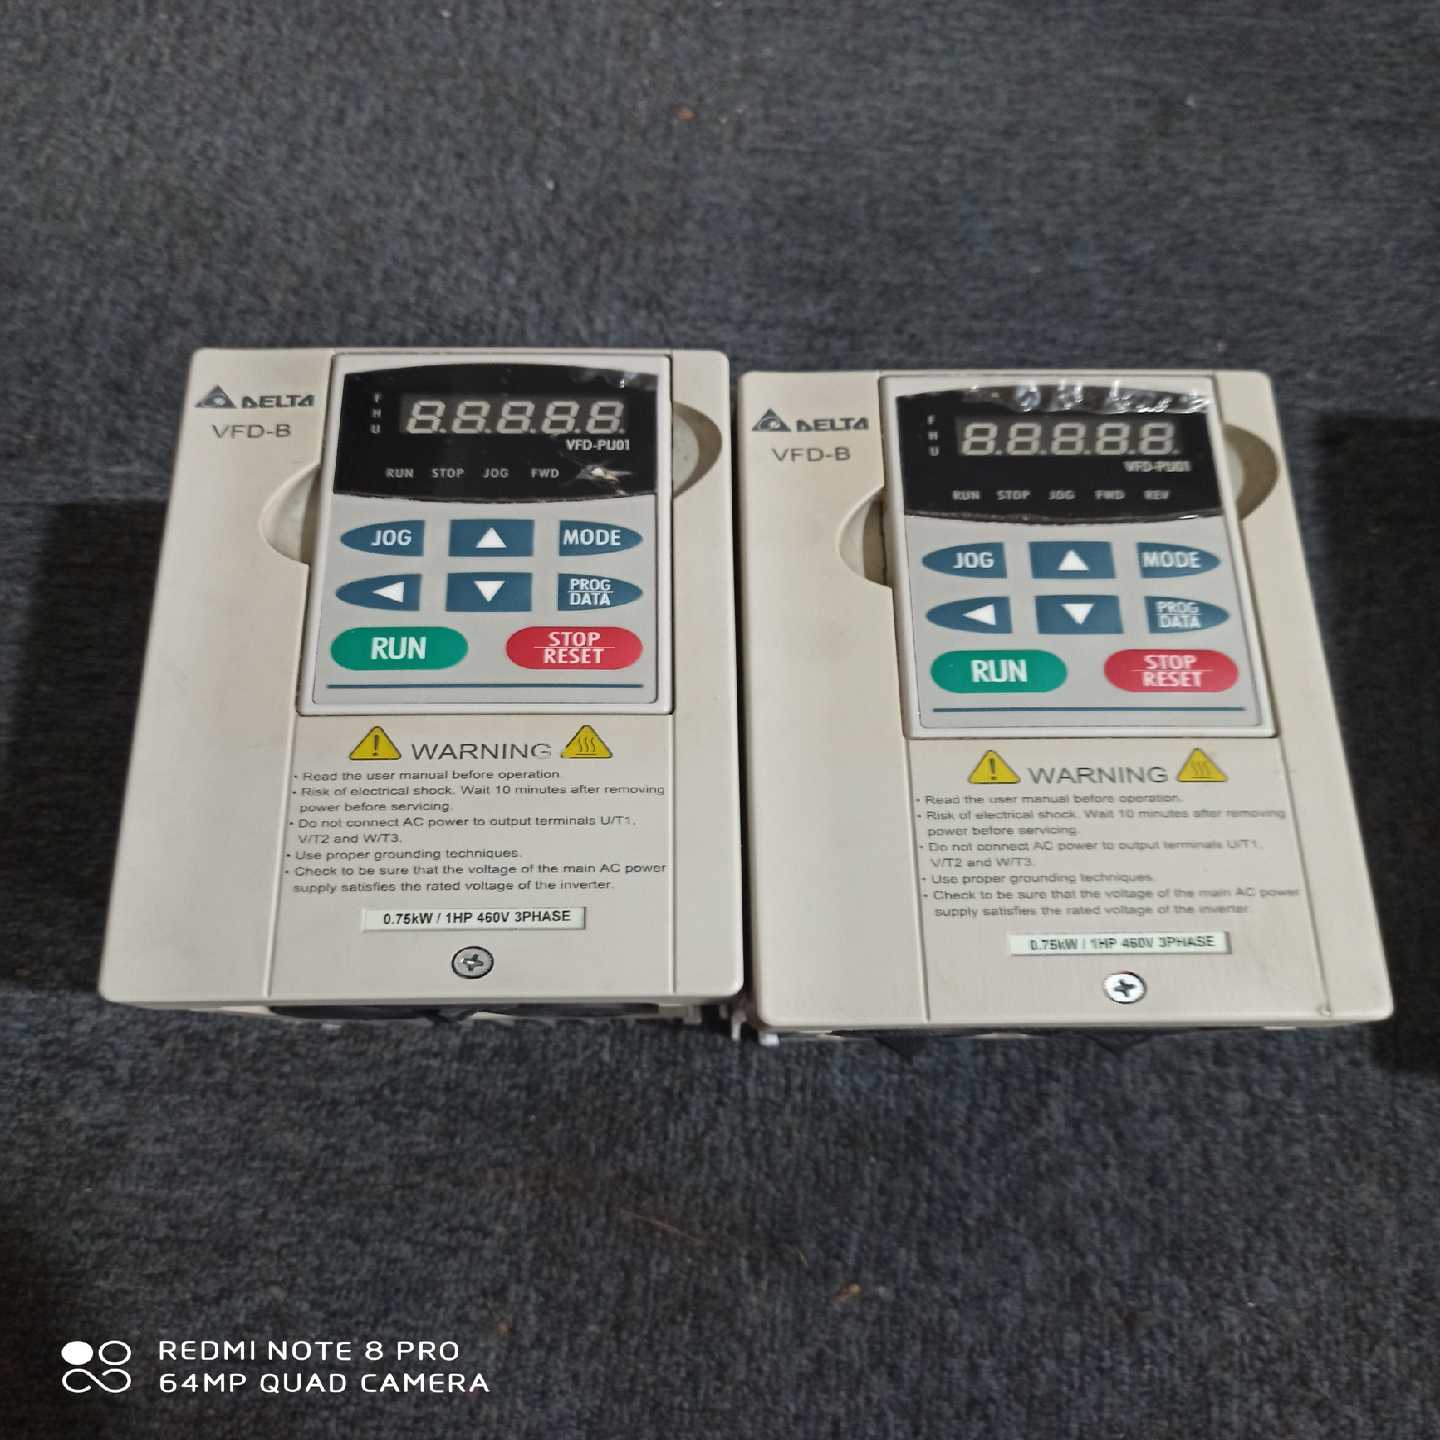 DELTA
VFD-B
F
H
U
8.8.8.8.8.
VFD-PU01
RUN STOP JOG FWD
JOG MODE
PROG
DATA
RUN STOP
RESET
WARNING
• Read the user manual before operation.
• Risk of electrical shock. Wait 10 minutes after removing
power before servicing.
• Do not connect AC power to output terminals U/T1,
V/T2 and W/T3.
• Use proper grounding techniques.
• Check to be sure that the voltage of the main AC power
supply satisfies the rated voltage of the inverter.
0.75kW / 1HP 460V 3PHASE
DELTA
VFD-B
F
H
U
8.8.8.8.8.
VFD-PU01
RUN STOP JOG FWD REV
JOG MODE
PROG
DATA
RUN STOP
RESET
WARNING
• Read the user manual before operation.
• Risk of electrical shock. Wait 10 minutes after removing
power before servicing.
• Do not connect AC power to output terminals U/T1,
V/T2 and W/T3.
• Use proper grounding techniques.
• Check to be sure that the voltage of the main AC power
supply satisfies the rated voltage of the inverter.
0.75kW / 1HP 460V 3PHASE
REDMI NOTE 8 PRO
64MP QUAD CAMERA